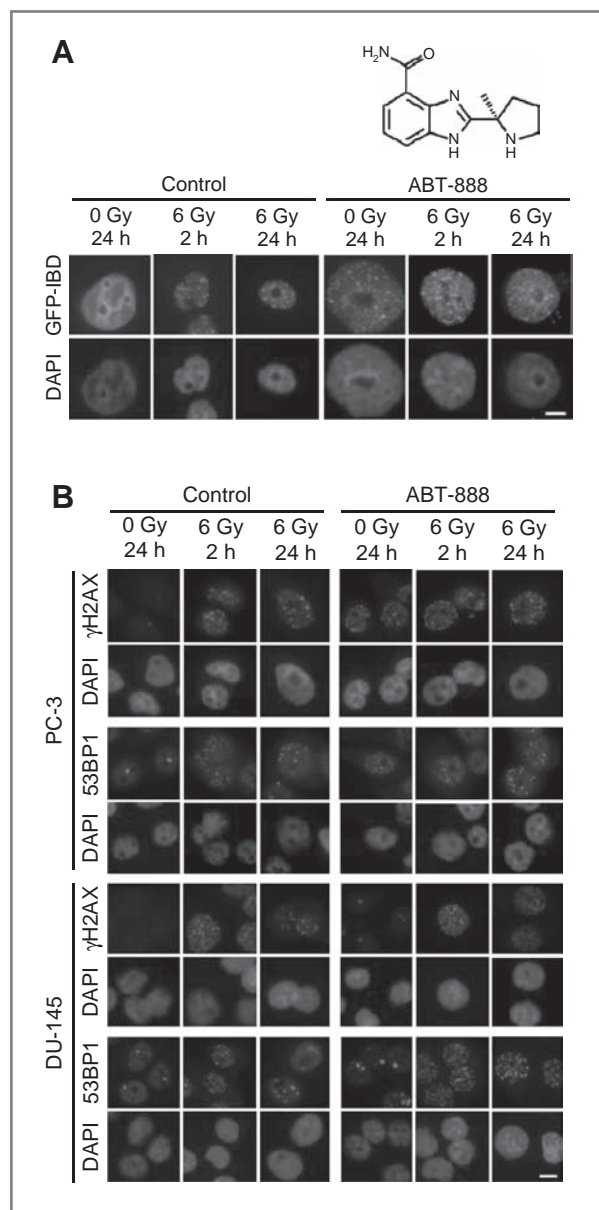 A
H₂N
O
N
N
H
N
H
Control
ABT-888
0 Gy 24 h
6 Gy 2 h
6 Gy 24 h
0 Gy 24 h
6 Gy 2 h
6 Gy 24 h
GFP-IBD
DAPI
B
Control
ABT-888
0 Gy 24 h
6 Gy 2 h
6 Gy 24 h
0 Gy 24 h
6 Gy 2 h
6 Gy 24 h
PC-3
γH2AX
DAPI
53BP1
DAPI
DU-145
γH2AX
DAPI
53BP1
DAPI